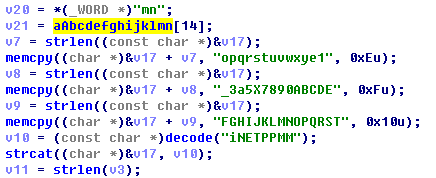 v20 = *(_WORD *)"mn";
v21 = aAbcdefghijklmn[14];
v7 = strlen((const char *)&v17);
memcpy((char *)&v17 + v7, "opqrstuvwxye1", 0xEu);
v8 = strlen((const char *)&v17);
memcpy((char *)&v17 + v8, "_3a5X7890ABCDE", 0xFu);
v9 = strlen((const char *)&v17);
memcpy((char *)&v17 + v9, "FGHIJKLMNOPQRST", 0x10u);
v10 = (const char *)decode("iNETPPMM");
strcat((char *)&v17, v10);
v11 = strlen(v3);